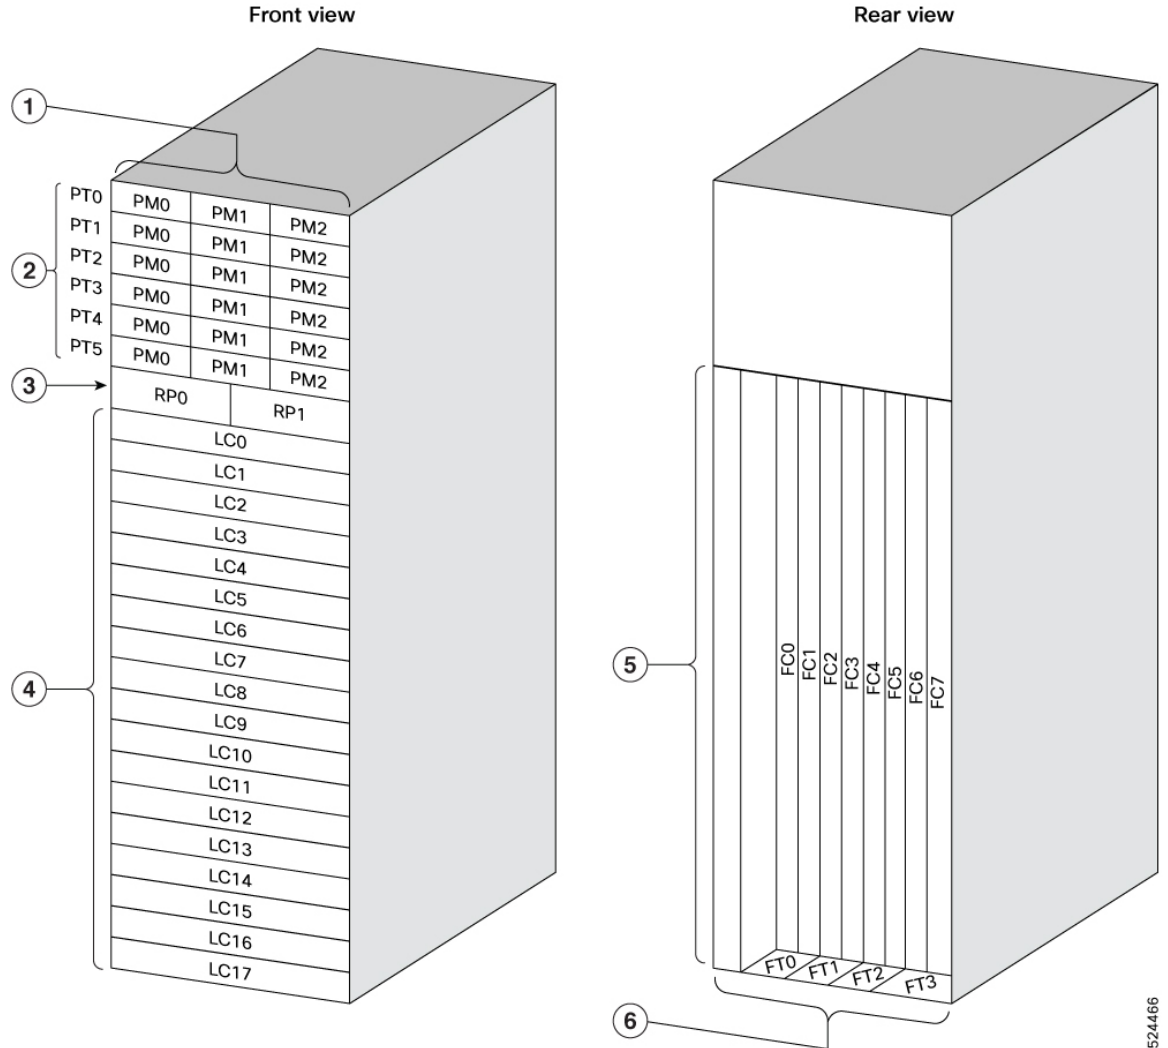 Front view
Rear view
1
PT0 PM0 PM1 PM2
PT1 PM0 PM1 PM2
2
PT2 PM0 PM1 PM2
PT3 PM0 PM1 PM2
PT4 PM0 PM1 PM2
PT5 PM0 PM1 PM2
3
RP0 RP1
LC0
LC1
LC2
LC3
LC4
LC5
LC6
LC7
4
LC8
LC9
LC10
LC11
LC12
LC13
LC14
LC15
LC16
LC17
5
FC0
FC1
FC2
FC3
FC4
FC5
FC6
FC7
FT0 FT1 FT2 FT3
6
524466